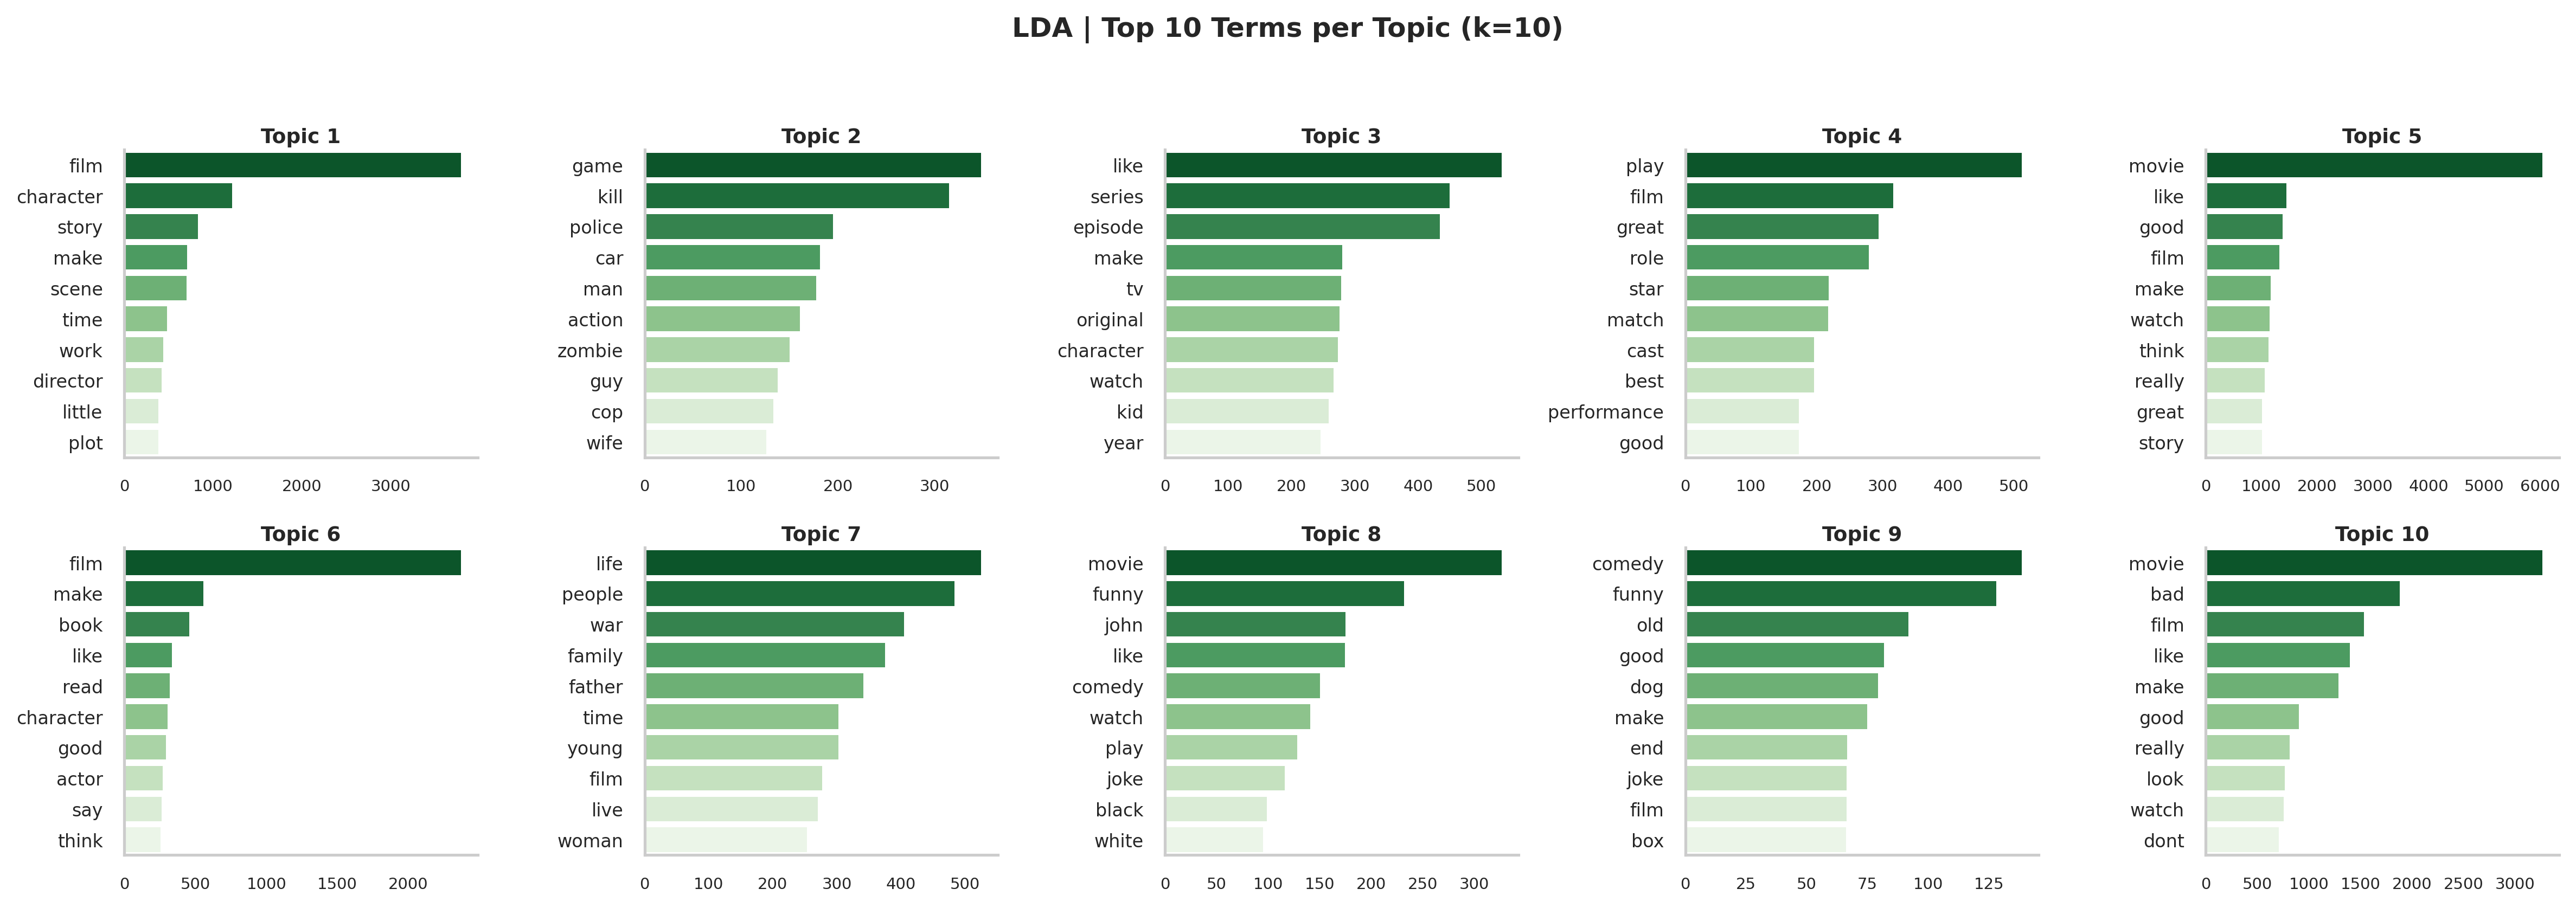 LDA | Top 10 Terms per Topic (k=10)
Topic 1
film
character
story
make
scene
time
work
director
little
plot
0 1000 2000 3000
Topic 2
game
kill
police
car
man
action
zombie
guy
cop
wife
0 100 200 300
Topic 3
like
series
episode
make
tv
original
character
watch
kid
year
0 100 200 300 400 500
Topic 4
play
film
great
role
star
match
cast
best
performance
good
0 100 200 300 400 500
Topic 5
movie
like
good
film
make
watch
think
really
great
story
0 1000 2000 3000 4000 5000 6000
Topic 6
film
make
book
like
read
character
good
actor
say
think
0 500 1000 1500 2000
Topic 7
life
people
war
family
father
time
young
film
live
woman
0 100 200 300 400 500
Topic 8
movie
funny
john
like
comedy
watch
play
joke
black
white
0 50 100 150 200 250 300
Topic 9
comedy
funny
old
good
dog
make
end
joke
film
box
0 25 50 75 100 125
Topic 10
movie
bad
film
like
make
good
really
look
watch
dont
0 500 1000 1500 2000 2500 3000